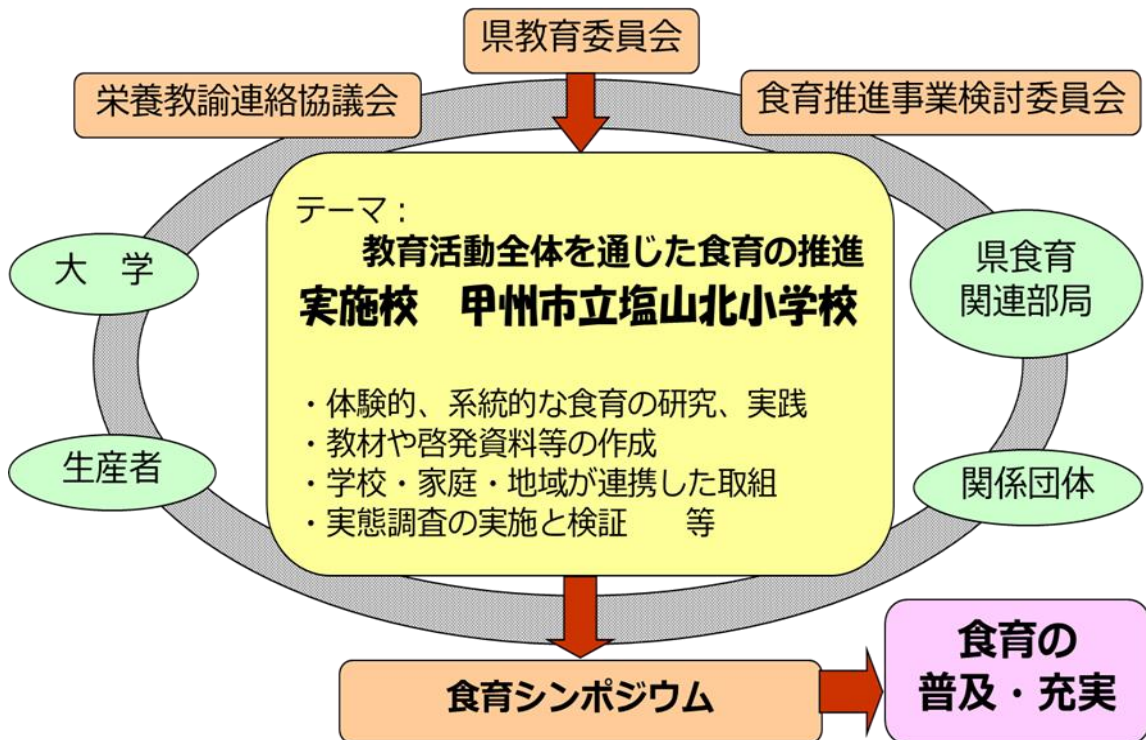 県教育委員会
栄養教諭連絡協議会
食育推進事業検討委員会
テーマ：
教育活動全体を通じた食育の推進
実施校　甲州市立塩山北小学校
大　学
県食育
関連部局
・体験的、系統的な食育の研究、実践
・教材や啓発資料等の作成
・学校・家庭・地域が連携した取組
・実態調査の実施と検証　　等
生産者
関係団体
食育シンポジウム
食育の
普及・充実